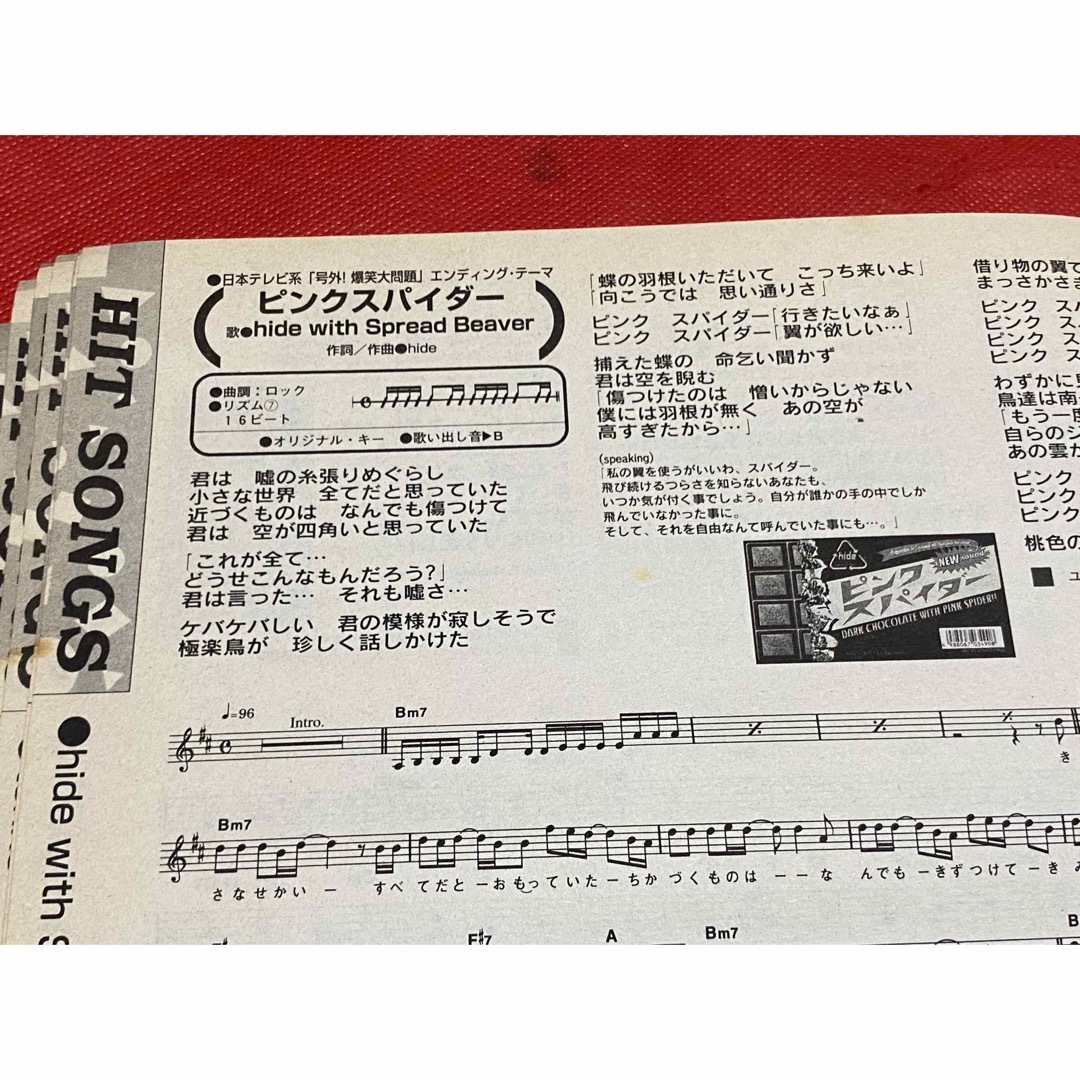 HIT SONGS
●hide with S
●日本テレビ系「号外! 爆笑大問題」エンディング・テーマ
ピンクスパイダー
歌●hide with Spread Beaver
作詞／作曲●hide
●曲調：ロック
●リズム⑦
16ビート
●オリジナル・キー ●歌い出し音▶B
君は 嘘の糸張りめぐらし
小さな世界 全てだと思っていた
近づくものは なんでも傷つけて
君は 空が四角いと思っていた
「これが全て…
どうせこんなもんだろう?」
君は言った… それも嘘さ…
ケバケバしい 君の模様が寂しそうで
極楽鳥が 珍しく話しかけた
「蝶の羽根いただいて こっち来いよ」
「向こうでは 思い通りさ」
ピンク スパイダー「行きたいなぁ」
ピンク スパイダー「翼が欲しい…」
捕えた蝶の 命乞い聞かず
君は空を睨む
「傷つけたのは 憎いからじゃない
僕には羽根が無く あの空が
高すぎたから…」
(speaking)
「私の翼を使うがいいわ、スパイダー。
飛び続けるつらさを知らないあなたも、
いつか気が付く事でしょう。自分が誰かの手の中でしか
飛んでいなかった事に。
そして、それを自由なんて呼んでいた事にも…。」
hide
NEW sound
ピンク
スパイダー
DARK CHOCOLATE WITH PINK SPIDER!!
4988067034908
借り物の翼で
まっさかさま
ピンク スパ
ピンク スパ
ピンク ス
ピンク ス
わずかに
鳥達は南
「もう一度
自らのジ
あの雲が
ピンク
ピンク
ピンク
桃色の
■
♩=96
Intro.
Bm7
き
Bm7
さなせかい ー すべ てだと ーおもっていた ーちか づくものは ー ー な んでも ーきずつけて ーき み
F#7 A Bm7 B